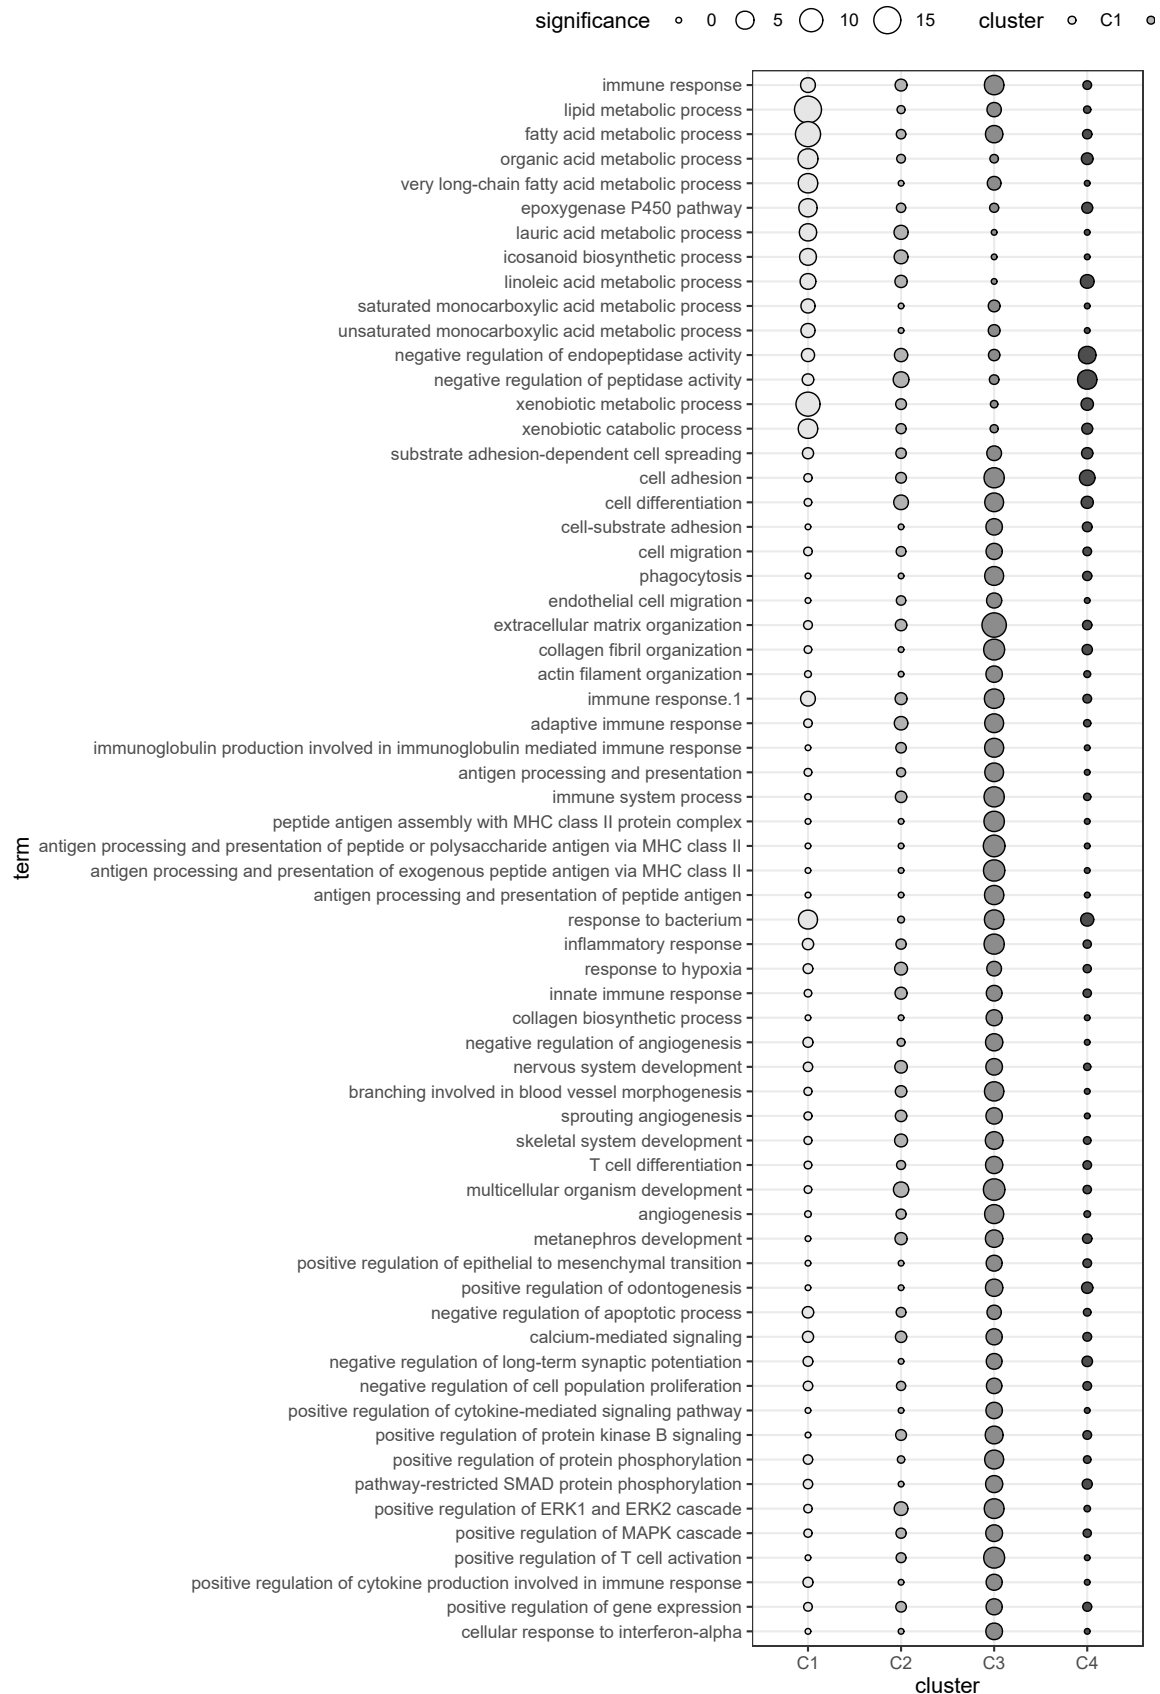 significance 0 5 10 15 cluster C1
immune response
lipid metabolic process
fatty acid metabolic process
organic acid metabolic process
very long-chain fatty acid metabolic process
epoxygenase P450 pathway
lauric acid metabolic process
icosanoid biosynthetic process
linoleic acid metabolic process
saturated monocarboxylic acid metabolic process
unsaturated monocarboxylic acid metabolic process
negative regulation of endopeptidase activity
negative regulation of peptidase activity
xenobiotic metabolic process
xenobiotic catabolic process
substrate adhesion-dependent cell spreading
cell adhesion
cell differentiation
cell-substrate adhesion
cell migration
phagocytosis
endothelial cell migration
extracellular matrix organization
collagen fibril organization
actin filament organization
immune response.1
adaptive immune response
immunoglobulin production involved in immunoglobulin mediated immune response
antigen processing and presentation
immune system process
peptide antigen assembly with MHC class II protein complex
antigen processing and presentation of peptide or polysaccharide antigen via MHC class II
antigen processing and presentation of exogenous peptide antigen via MHC class II
antigen processing and presentation of peptide antigen
response to bacterium
inflammatory response
response to hypoxia
innate immune response
collagen biosynthetic process
negative regulation of angiogenesis
nervous system development
branching involved in blood vessel morphogenesis
sprouting angiogenesis
skeletal system development
T cell differentiation
multicellular organism development
angiogenesis
metanephros development
positive regulation of epithelial to mesenchymal transition
positive regulation of odontogenesis
negative regulation of apoptotic process
calcium-mediated signaling
negative regulation of long-term synaptic potentiation
negative regulation of cell population proliferation
positive regulation of cytokine-mediated signaling pathway
positive regulation of protein kinase B signaling
positive regulation of protein phosphorylation
pathway-restricted SMAD protein phosphorylation
positive regulation of ERK1 and ERK2 cascade
positive regulation of MAPK cascade
positive regulation of T cell activation
positive regulation of cytokine production involved in immune response
positive regulation of gene expression
cellular response to interferon-alpha
term
C1 C2 C3 C4
cluster